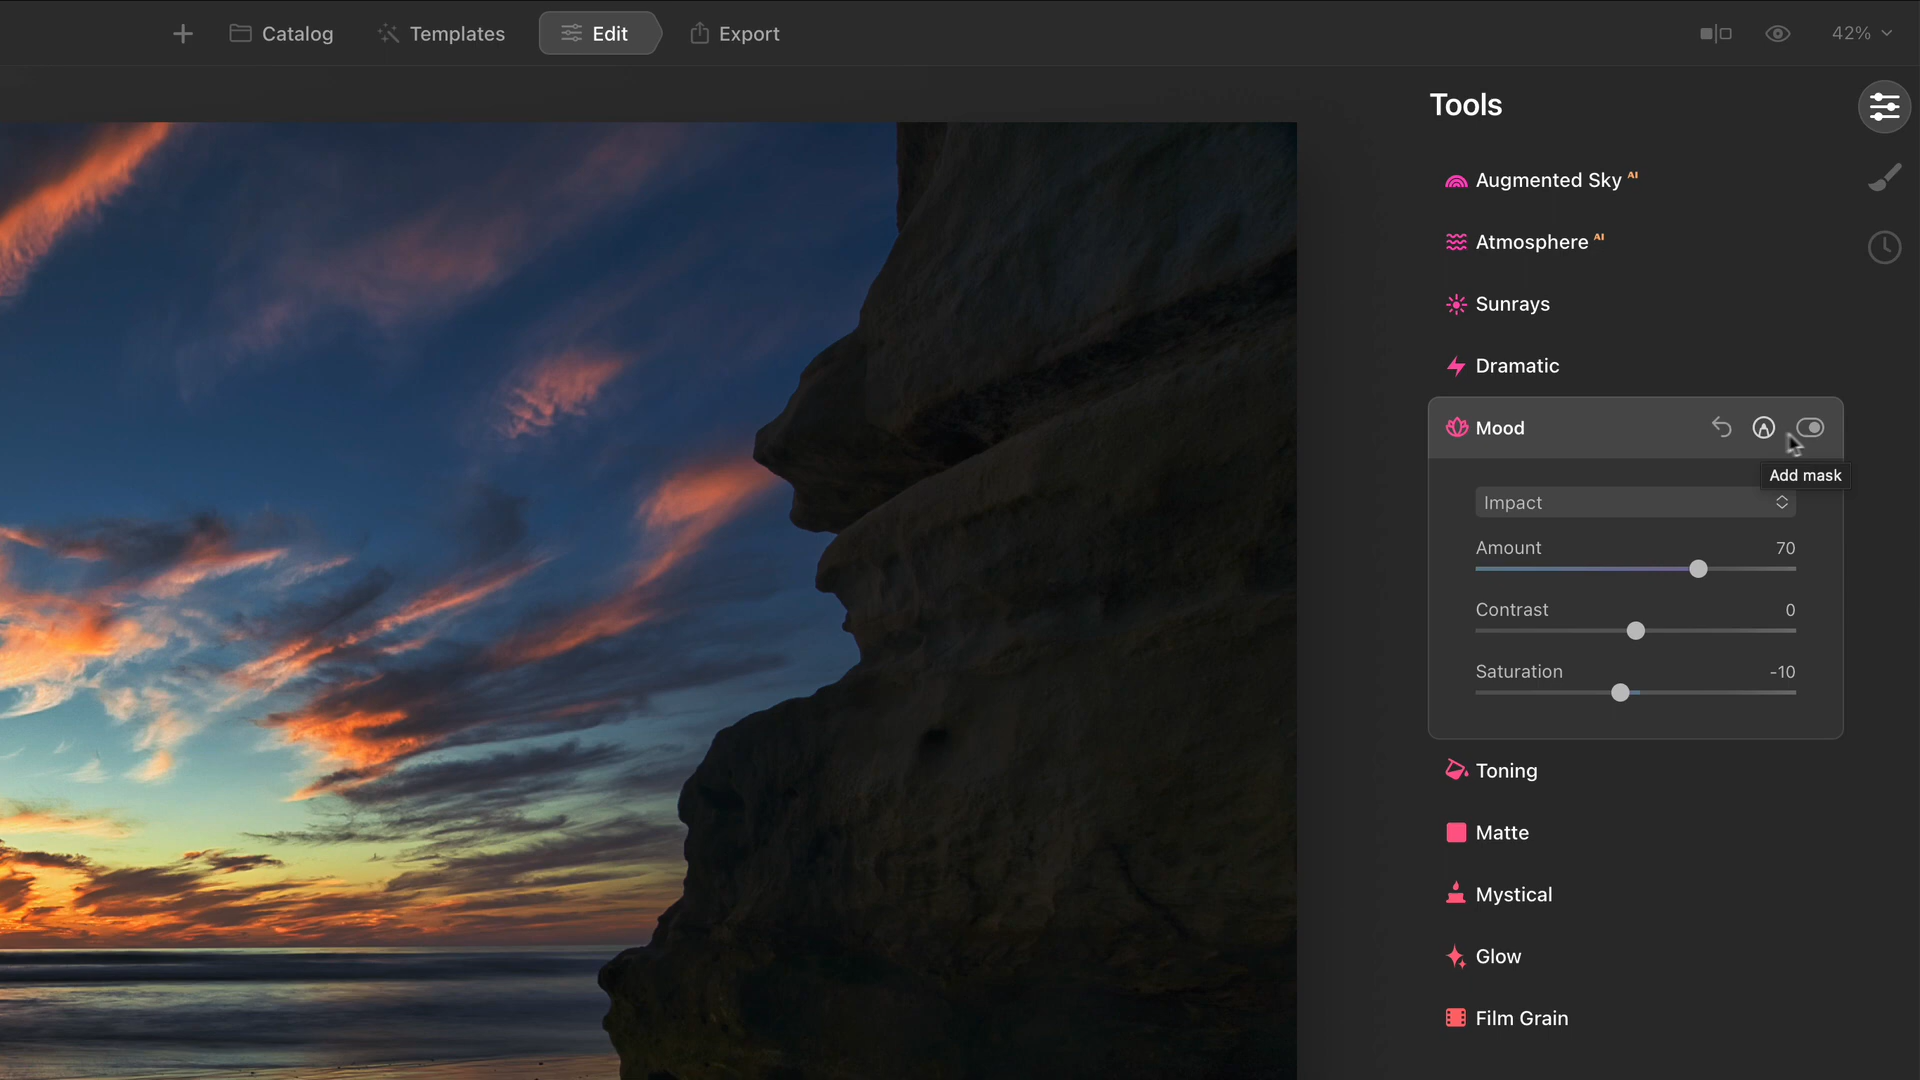 Catalog
Templates
Edit
Export
42%
Tools
Augmented Sky AI
Atmosphere AI
Sunrays
Dramatic
Mood
Add mask
Impact
Amount 70
Contrast 0
Saturation -10
Toning
Matte
Mystical
Glow
Film Grain